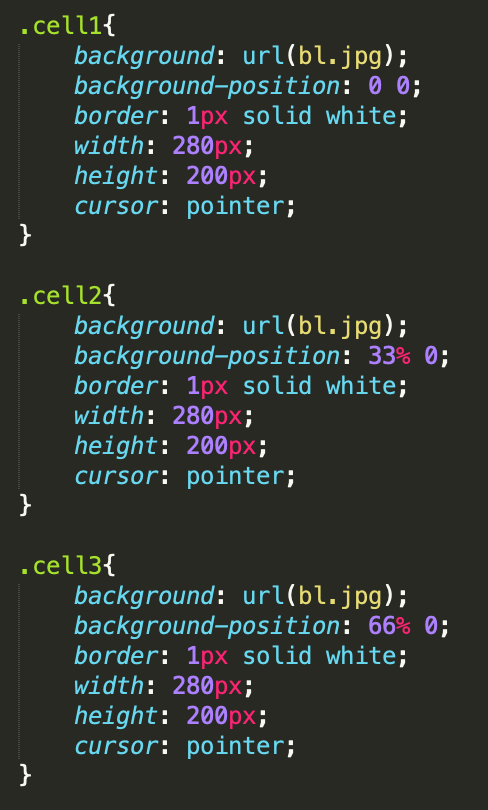 .cell1{
    background: url(bl.jpg);
    background-position: 0 0;
    border: 1px solid white;
    width: 280px;
    height: 200px;
    cursor: pointer;
}

.cell2{
    background: url(bl.jpg);
    background-position: 33% 0;
    border: 1px solid white;
    width: 280px;
    height: 200px;
    cursor: pointer;
}

.cell3{
    background: url(bl.jpg);
    background-position: 66% 0;
    border: 1px solid white;
    width: 280px;
    height: 200px;
    cursor: pointer;
}